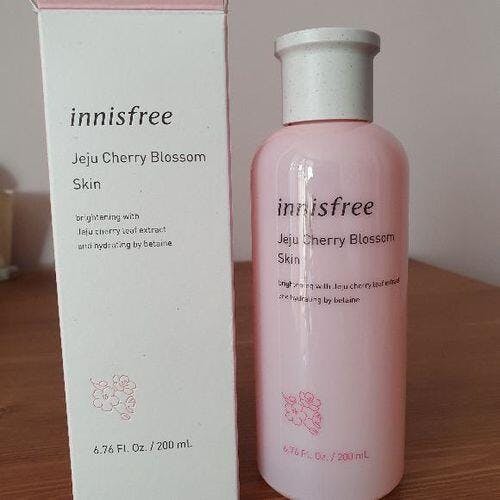 innisfree
Jeju Cherry Blossom
Skin
brightening with
Jeju cherry leaf extract
and hydrating by betaine
6.76 Fl. Oz. / 200 mL
innisfree
Jeju Cherry Blossom
Skin
brightening with Jeju cherry leaf extract
and hydrating by betaine
6.76 Fl. Oz. / 200 mL